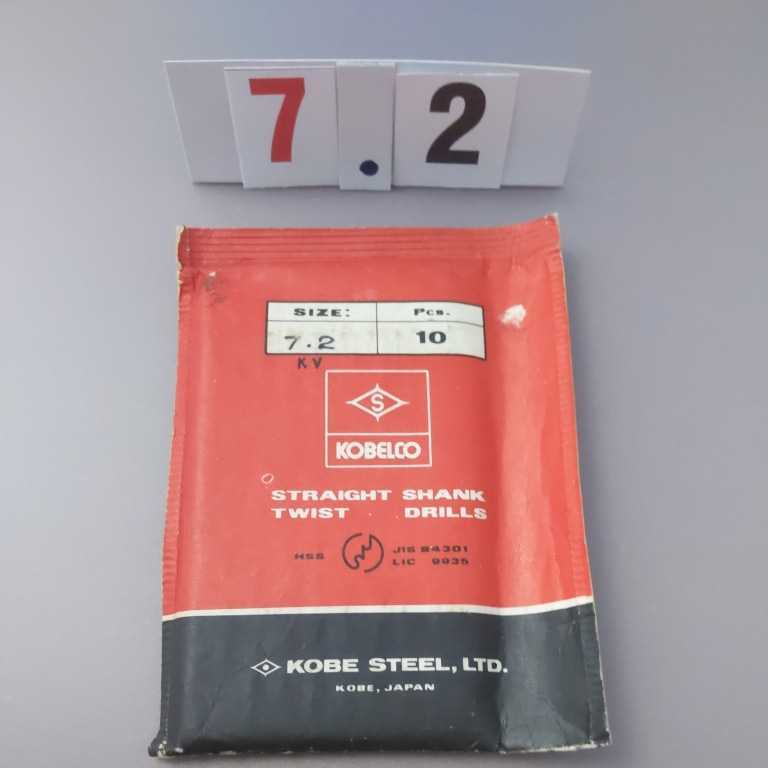 7.2
SIZE: Pcs.
7.2 10
KV
S
KOBELCO
STRAIGHT SHANK
TWIST DRILLS
HSS JIS B4301
LIC 9935
KOBE STEEL, LTD.
KOBE, JAPAN